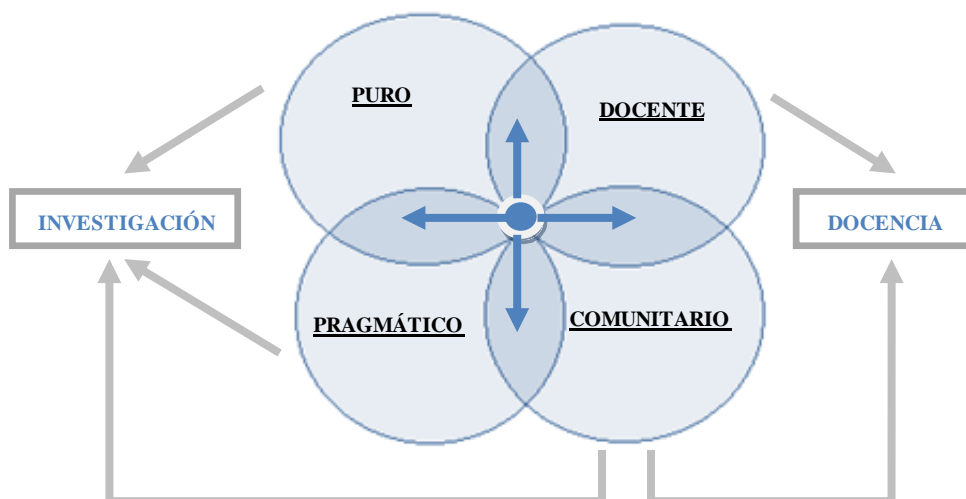 PURO
DOCENTE
INVESTIGACIÓN
DOCENCIA
PRAGMÁTICO
COMUNITARIO